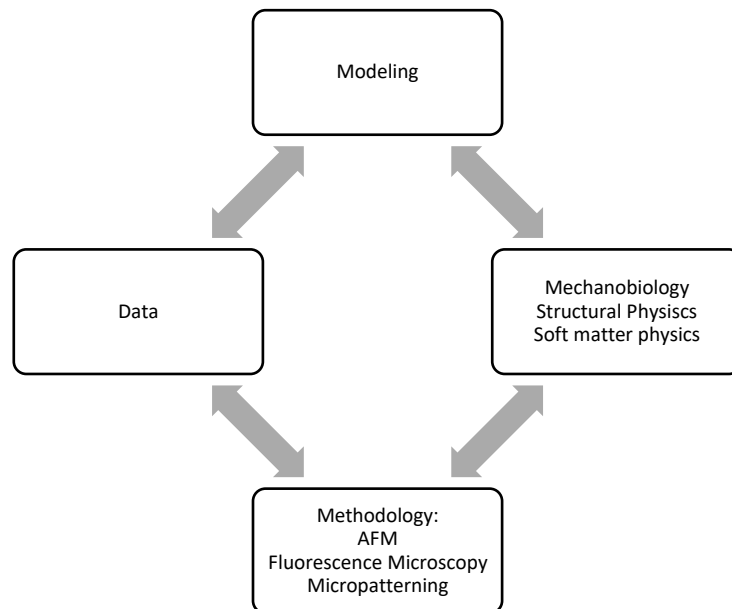 Modeling
Data
Mechanobiology
Structural Physiscs
Soft matter physics
Methodology:
AFM
Fluorescence Microscopy
Micropatterning